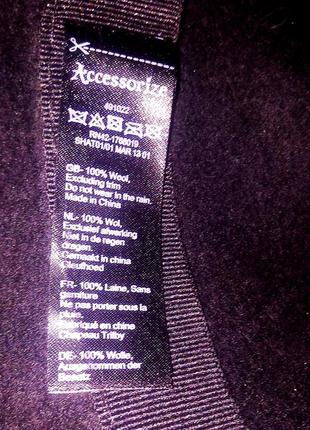 Accessorize
491022
RN42-1768019
SHAT01/01 MAR 13 01
GB- 100% Wool,
Excluding trim
Do not wear in the rain.
Made in China
NL- 100% Wol,
Exclusief afwerking
Niet in de regen
dragen.
Gemaakt in china
Gleufhoed
FR- 100% Laine, Sans
garniture
Ne pas porter sous la
pluie.
Fabriqué en chine
Chapeau Trilby
DE- 100% Wolle,
Ausgenommen der
Besatz